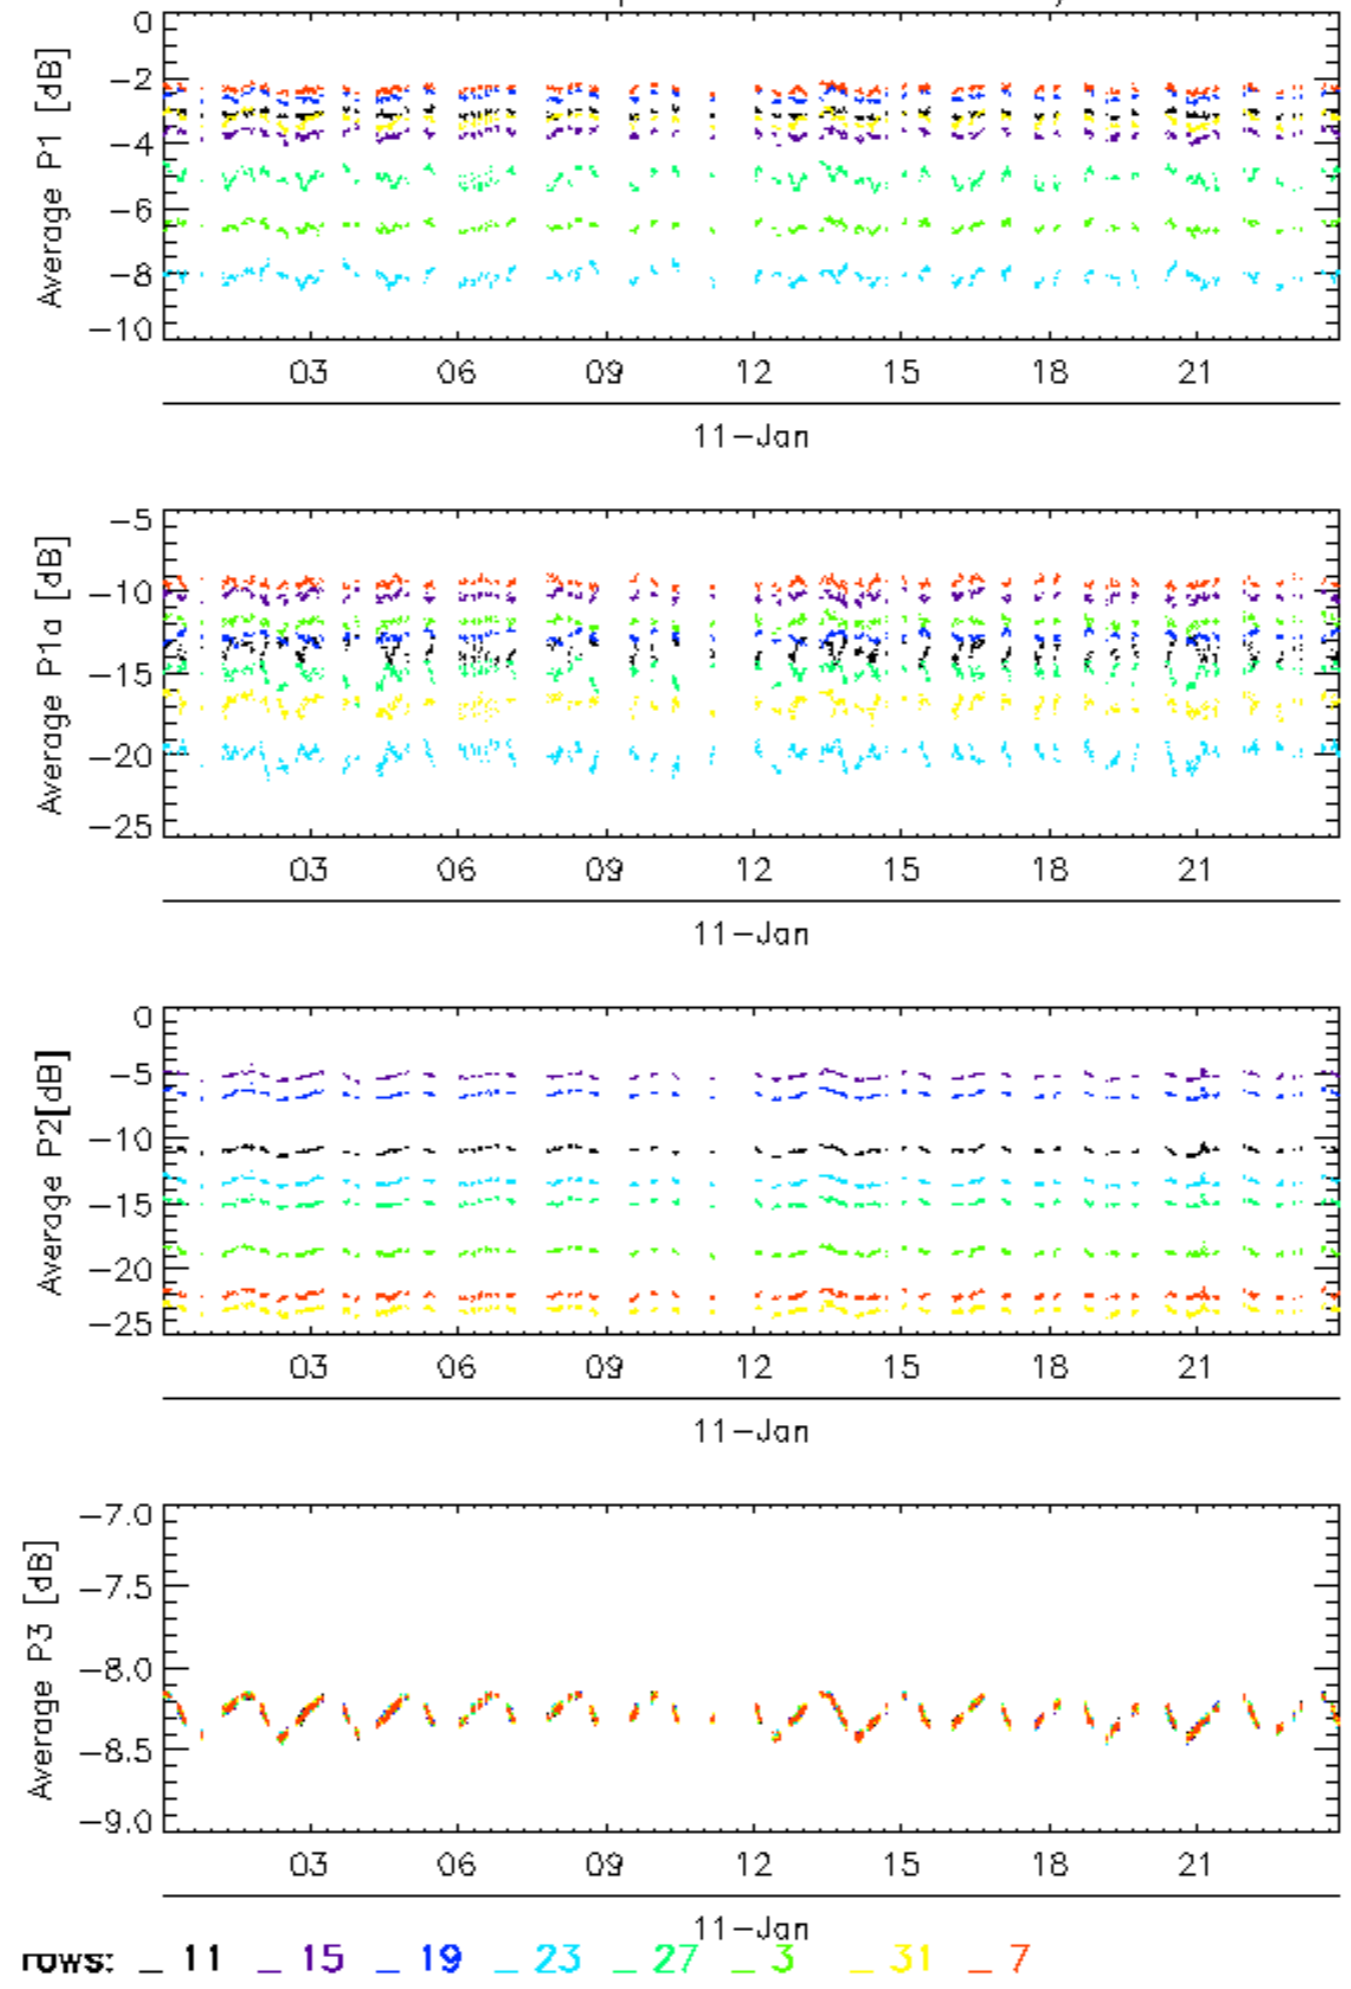 0
-2
-4
-6
-8
-10
Average P1 [dB]
03 06 09 12 15 18 21
11-Jan
-5
-10
-15
-20
-25
Average P1a [dB]
03 06 09 12 15 18 21
11-Jan
0
-5
-10
-15
-20
-25
Average P2[dB]
03 06 09 12 15 18 21
11-Jan
-7.0
-7.5
-8.0
-8.5
-9.0
Average P3 [dB]
03 06 09 12 15 18 21
11-Jan
rows: _ 11 _ 15 _ 19 _ 23 _ 27 _ 3 _ 31 _ 7